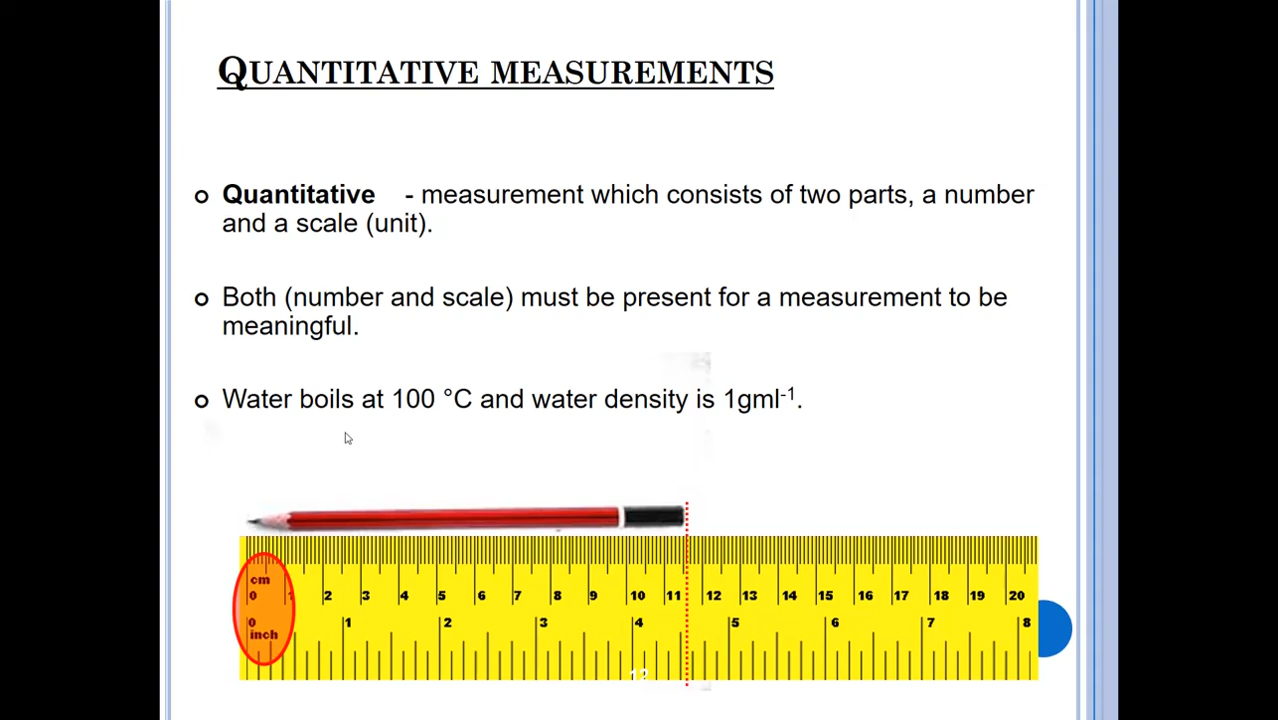 QUANTITATIVE MEASUREMENTS
Quantitative - measurement which consists of two parts, a number
and a scale (unit).
Both (number and scale) must be present for a measurement to be
meaningful.
Water boils at 100 °C and water density is 1gml⁻¹.
cm
0 1 2 3 4 5 6 7 8 9 10 11 12 13 14 15 16 17 18 19 20
0 1 2 3 4 5 6 7 8
inch
12